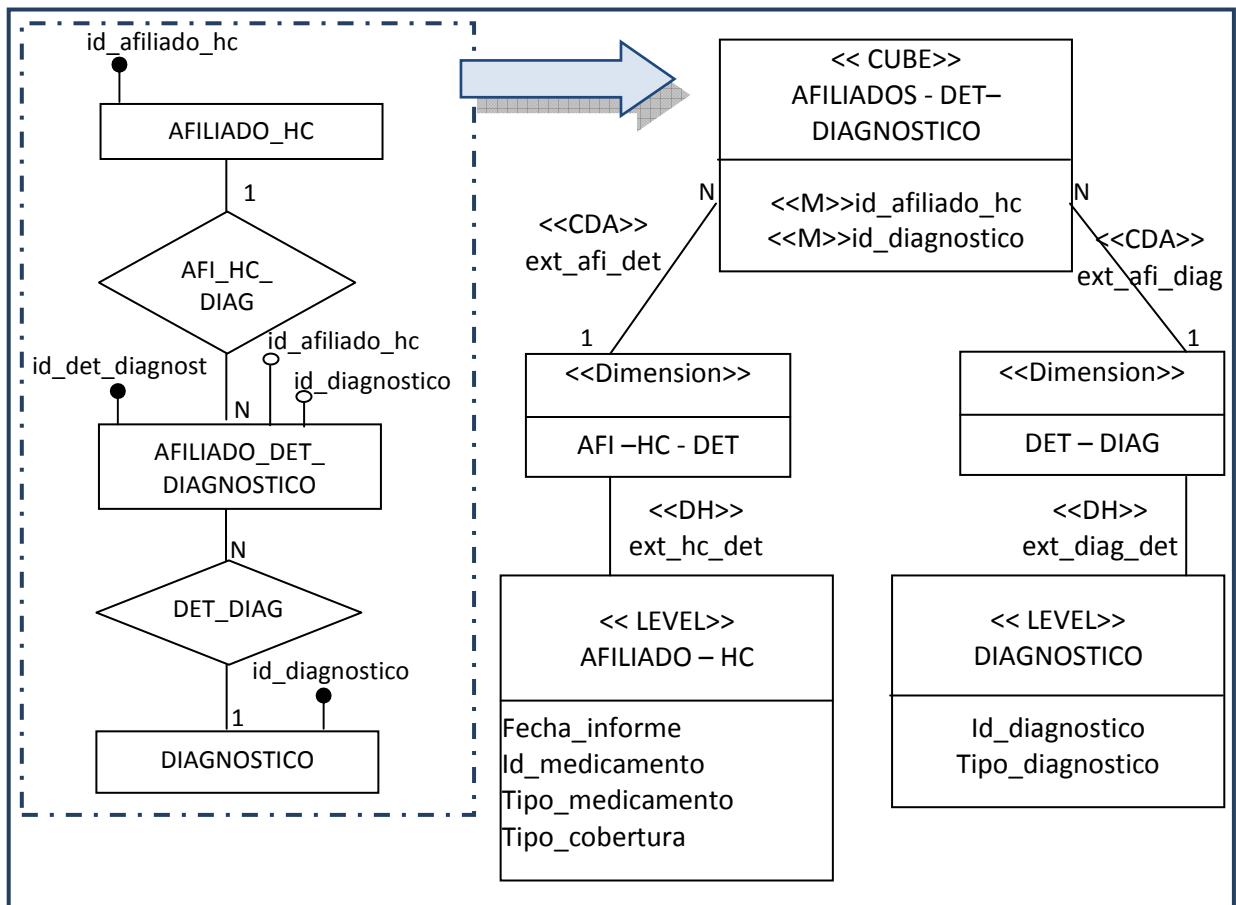 id_afiliado_hc
AFILIADO_HC
1
AFI_HC_
DIAG
id_afiliado_hc
id_det_diagnost
id_diagnostico
N
AFILIADO_DET_
DIAGNOSTICO
N
DET_DIAG
id_diagnostico
1
DIAGNOSTICO
<< CUBE>>
AFILIADOS - DET–
DIAGNOSTICO
<<M>>id_afiliado_hc
<<M>>id_diagnostico
N
N
<<CDA>>
ext_afi_det
<<CDA>>
ext_afi_diag
1
1
<<Dimension>>
AFI –HC - DET
<<Dimension>>
DET – DIAG
<<DH>>
ext_hc_det
<<DH>>
ext_diag_det
<< LEVEL>>
AFILIADO – HC
Fecha_informe
Id_medicamento
Tipo_medicamento
Tipo_cobertura
<< LEVEL>>
DIAGNOSTICO
Id_diagnostico
Tipo_diagnostico